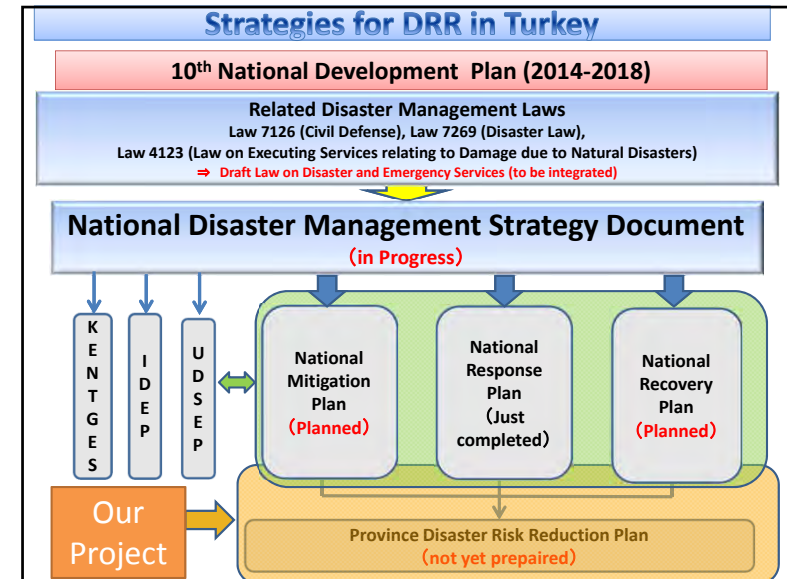 Strategies for DRR in Turkey
10th National Development Plan (2014-2018)
Related Disaster Management Laws
Law 7126 (Civil Defense), Law 7269 (Disaster Law),
Law 4123 (Law on Executing Services relating to Damage due to Natural Disasters)
⇒ Draft Law on Disaster and Emergency Services (to be integrated)
National Disaster Management Strategy Document
(in Progress)
KENTGES
IDEP
UDSEP
National
Mitigation
Plan
(Planned)
National
Response
Plan
(Just
completed)
National
Recovery
Plan
(Planned)
Our
Project
Province Disaster Risk Reduction Plan
(not yet prepaired)